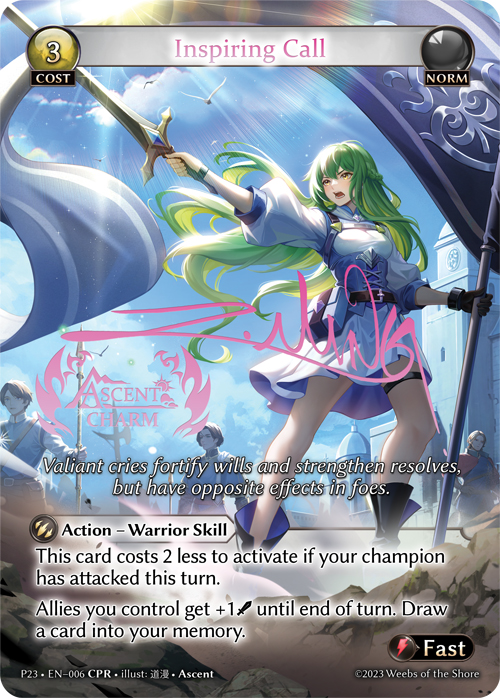 3
Inspiring Call
COST
NORM
ASCENT
CHARM
Valiant cries fortify wills and strengthen resolves,
but have opposite effects in foes.
Action – Warrior Skill
This card costs 2 less to activate if your champion
has attacked this turn.
Allies you control get +1 until end of turn. Draw
a card into your memory.
Fast
P23 • EN–006 CPR • illust: 道漫 • Ascent
©2023 Weebs of the Shore